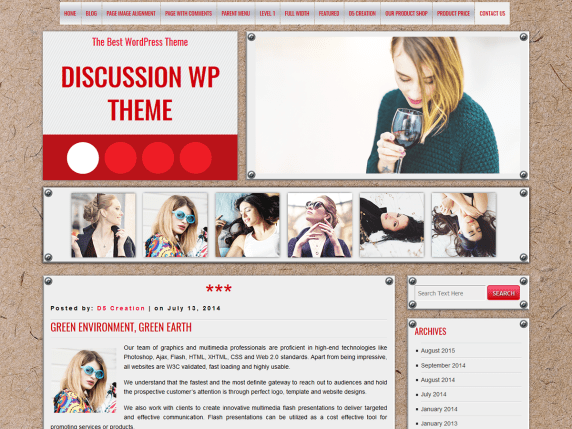 HOME BLOG PAGE IMAGE ALIGNMENT PAGE WITH COMMENTS PARENT MENU LEVEL 1 FULL WIDTH FEATURED D5 CREATION OUR PRODUCT SHOP PRODUCT PRICE CONTACT US
The Best WordPress Theme
DISCUSSION WP
THEME
***
Posted by: D5 Creation | on July 13, 2014
GREEN ENVIRONMENT, GREEN EARTH
Our team of graphics and multimedia professionals are proficient in high-end technologies like
Photoshop, Ajax, Flash, HTML, XHTML, CSS and Web 2.0 standards. Apart from being impressive,
all websites are W3C validated, fast loading and highly usable.
We understand that the fastest and the most definite gateway to reach out to audiences and hold
the prospective customer's attention is through perfect logo, template and website designs.
We also work with clients to create innovative multimedia flash presentations to deliver targeted
and effective communication. Flash presentations can be utilized as a cost effective tool for
promoting services or products.
Search Text Here SEARCH
ARCHIVES
August 2015
September 2014
August 2014
July 2014
January 2014
January 2013